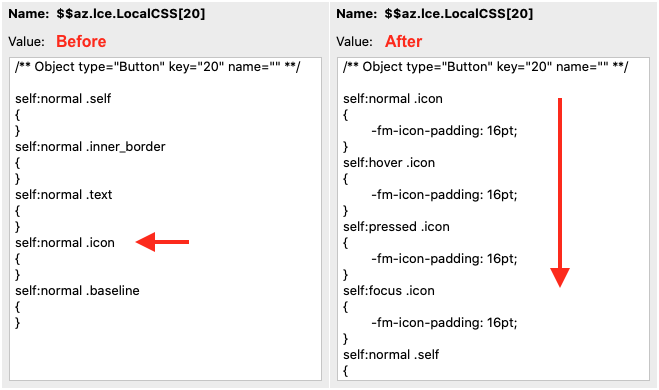 Name: $$az.lce.LocalCSS[20]
Value: Before
/** Object type="Button" key="20" name="" **/
self:normal .self
{
}
self:normal .inner_border
{
}
self:normal .text
{
}
self:normal .icon
{
}
self:normal .baseline
{
}
Name: $$az.lce.LocalCSS[20]
Value: After
/** Object type="Button" key="20" name="" **/
self:normal .icon
{
-fm-icon-padding: 16pt;
}
self:hover .icon
{
-fm-icon-padding: 16pt;
}
self:pressed .icon
{
-fm-icon-padding: 16pt;
}
self:focus .icon
{
-fm-icon-padding: 16pt;
}
self:normal .self
{